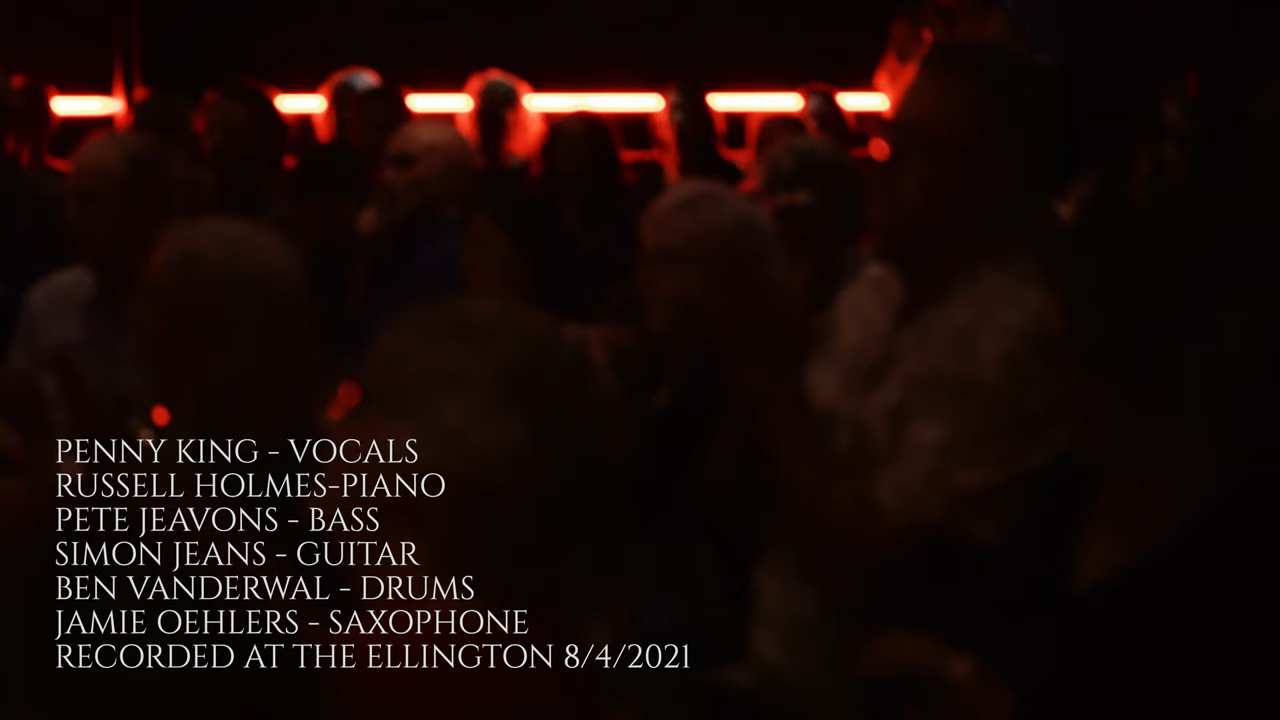 PENNY KING - VOCALS
RUSSELL HOLMES-PIANO
PETE JEAVONS - BASS
SIMON JEANS - GUITAR
BEN VANDERWAL - DRUMS
JAMIE OEHLERS - SAXOPHONE
RECORDED AT THE ELLINGTON 8/4/2021